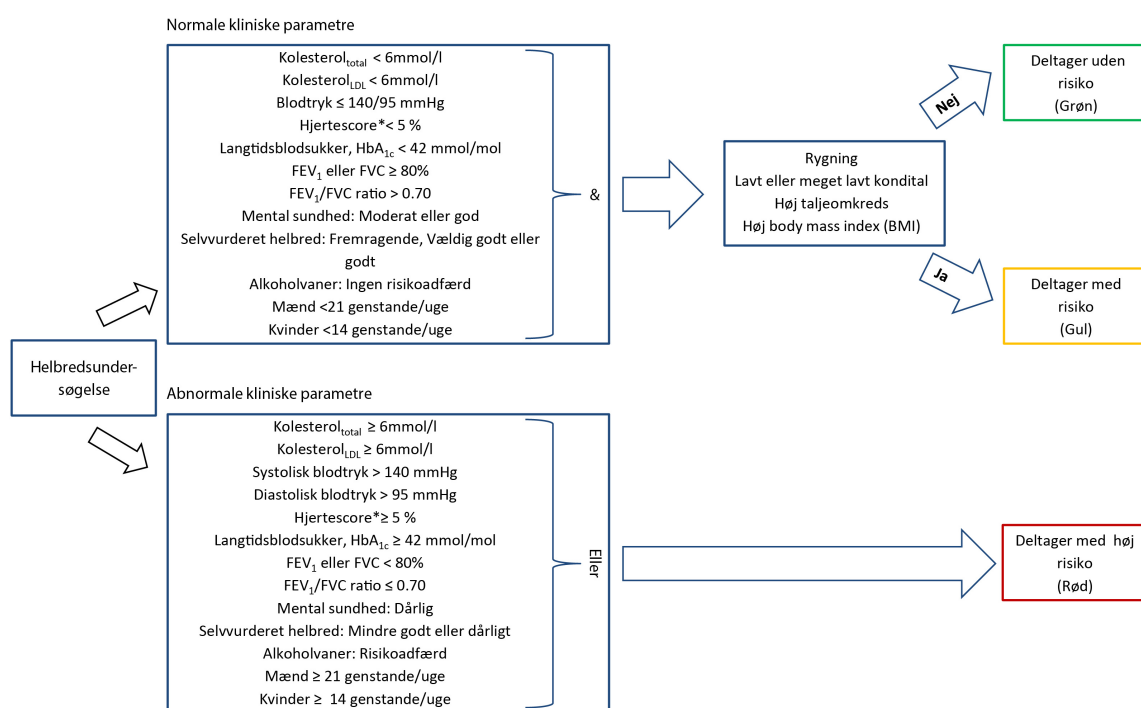 Normale kliniske parametre
Kolesterol_total < 6mmol/l
Kolesterol_LDL < 6mmol/l
Blodtryk ≤ 140/95 mmHg
Hjertescore*< 5 %
Langtidsblodsukker, HbA1c < 42 mmol/mol
FEV1 eller FVC ≥ 80%
FEV1/FVC ratio > 0.70
Mental sundhed: Moderat eller god
Selvvurderet helbred: Fremragende, Vældig godt eller
godt
Alkoholvaner: Ingen risikoadfærd
Mænd <21 genstande/uge
Kvinder <14 genstande/uge
&
Rygning
Lavt eller meget lavt kondital
Høj taljeomkreds
Høj body mass index (BMI)
Nej
Deltager uden
risiko
(Grøn)
Ja
Deltager med
risiko
(Gul)
Helbredsunder-
søgelse
Abnormale kliniske parametre
Kolesterol_total ≥ 6mmol/l
Kolesterol_LDL ≥ 6mmol/l
Systolisk blodtryk > 140 mmHg
Diastolisk blodtryk > 95 mmHg
Hjertescore*≥ 5 %
Langtidsblodsukker, HbA1c ≥ 42 mmol/mol
FEV1 eller FVC < 80%
FEV1/FVC ratio ≤ 0.70
Mental sundhed: Dårlig
Selvvurderet helbred: Mindre godt eller dårligt
Alkoholvaner: Risikoadfærd
Mænd ≥ 21 genstande/uge
Kvinder ≥  14 genstande/uge
Eller
Deltager med  høj
risiko
(Rød)